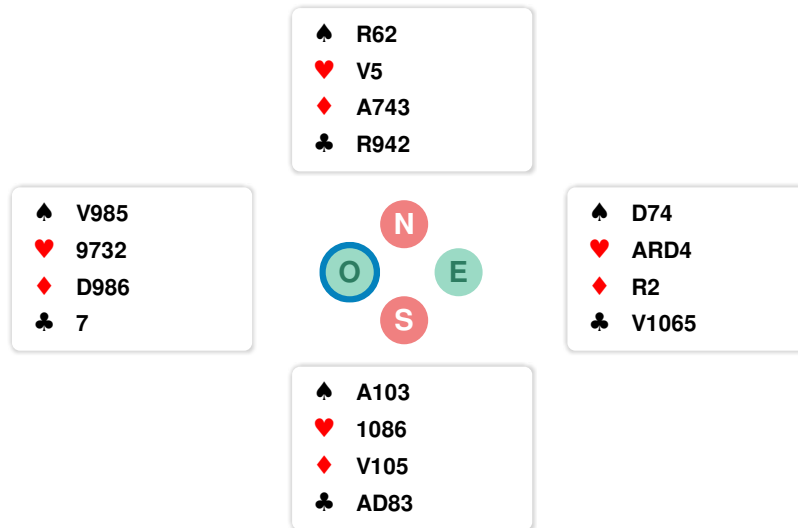 ♠ R62
♥ V5
♦ A743
♣ R942
♠ V985
♥ 9732
♦ D986
♣ 7
N
O E
S
♠ D74
♥ ARD4
♦ R2
♣ V1065
♠ A103
♥ 1086
♦ V105
♣ AD83